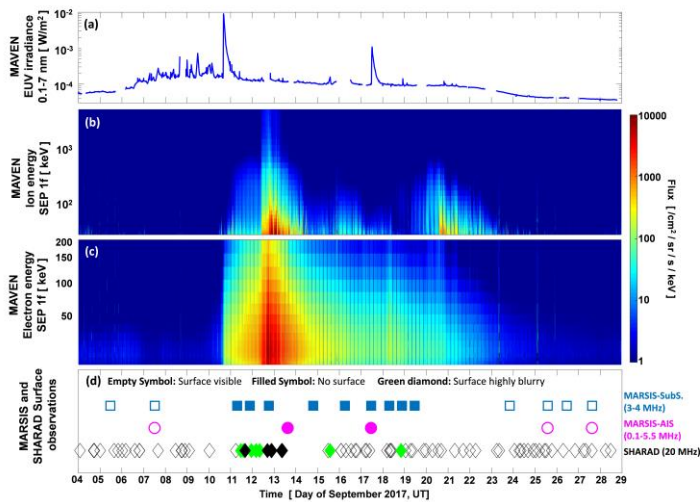 (a)
MAVEN
EUV irradiance
0.1-7 nm [ W/m² ]
10⁻²
10⁻³
10⁻⁴
(b)
MAVEN
Ion energy
SEP 1f [ keV ]
10³
10²
(c)
MAVEN
Electron energy
SEP 1f [ keV ]
200
150
100
50
10000
1000
100
10
1
Flux [ /cm² / sr / s / keV ]
(d)
MARSIS and
SHARAD Surface
observations
Empty Symbol: Surface visible Filled Symbol: No surface Green diamond: Surface highly blurry
MARSIS-SubS.
(3-4 MHz)
MARSIS-AIS
(0.1-5.5 MHz)
SHARAD (20 MHz)
04 05 06 07 08 09 10 11 12 13 14 15 16 17 18 19 20 21 22 23 24 25 26 27 28 29
Time [ Day of September 2017, UT]